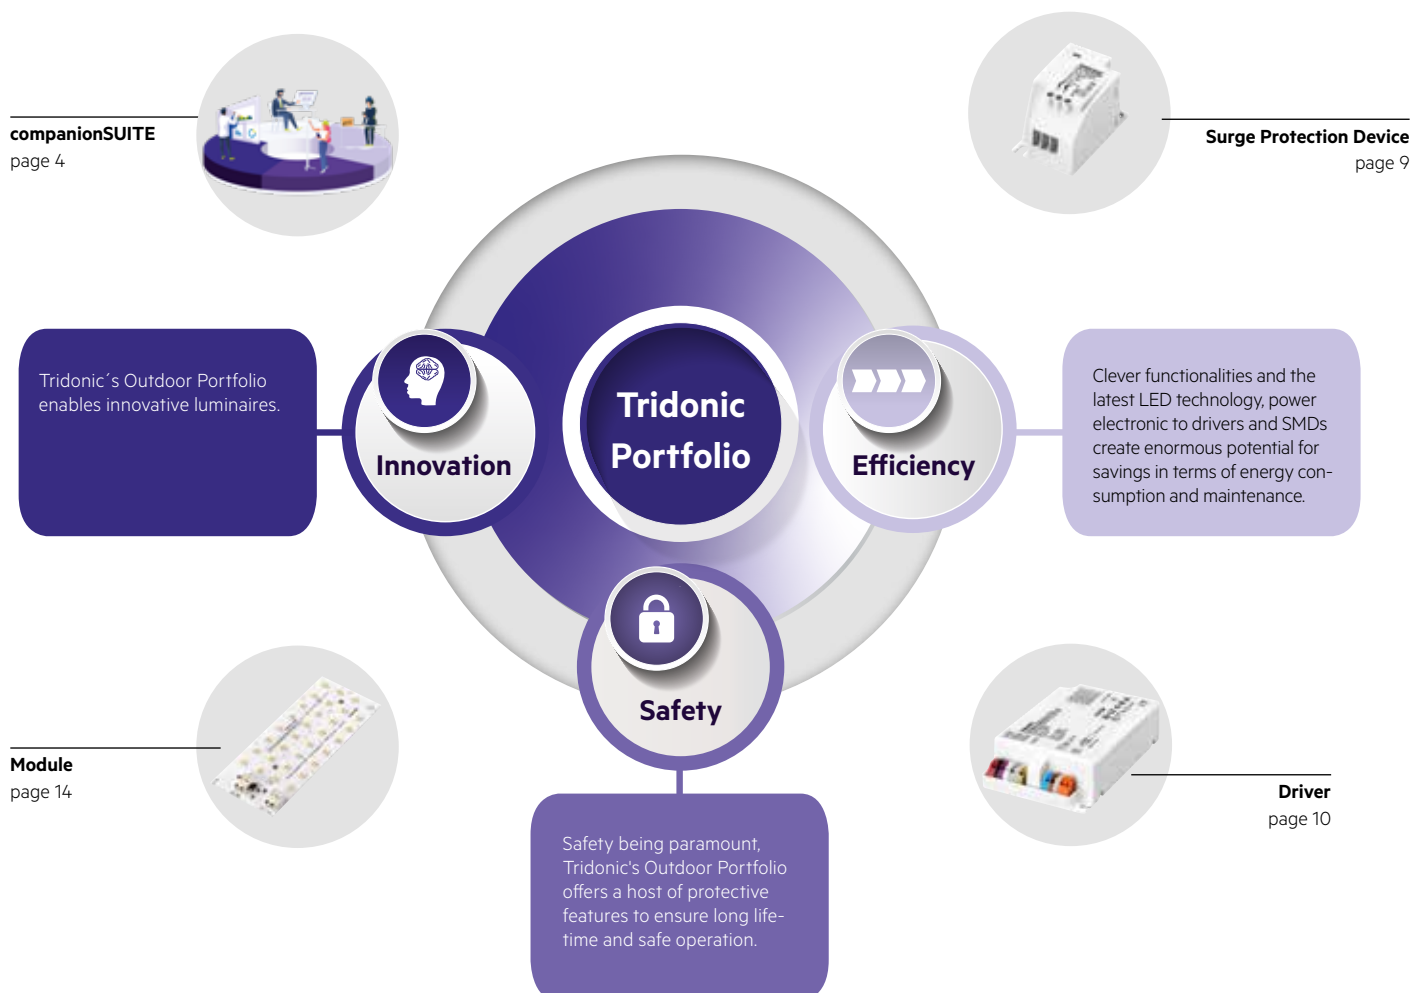 companionSUITE
page 4
Surge Protection Device
page 9
Tridonic´s Outdoor Portfolio
enables innovative luminaires.
Innovation
Tridonic
Portfolio
Efficiency
Clever functionalities and the
latest LED technology, power
electronic to drivers and SMDs
create enormous potential for
savings in terms of energy con-
sumption and maintenance.
Safety
Module
page 14
Driver
page 10
Safety being paramount,
Tridonic's Outdoor Portfolio
offers a host of protective
features to ensure long life-
time and safe operation.